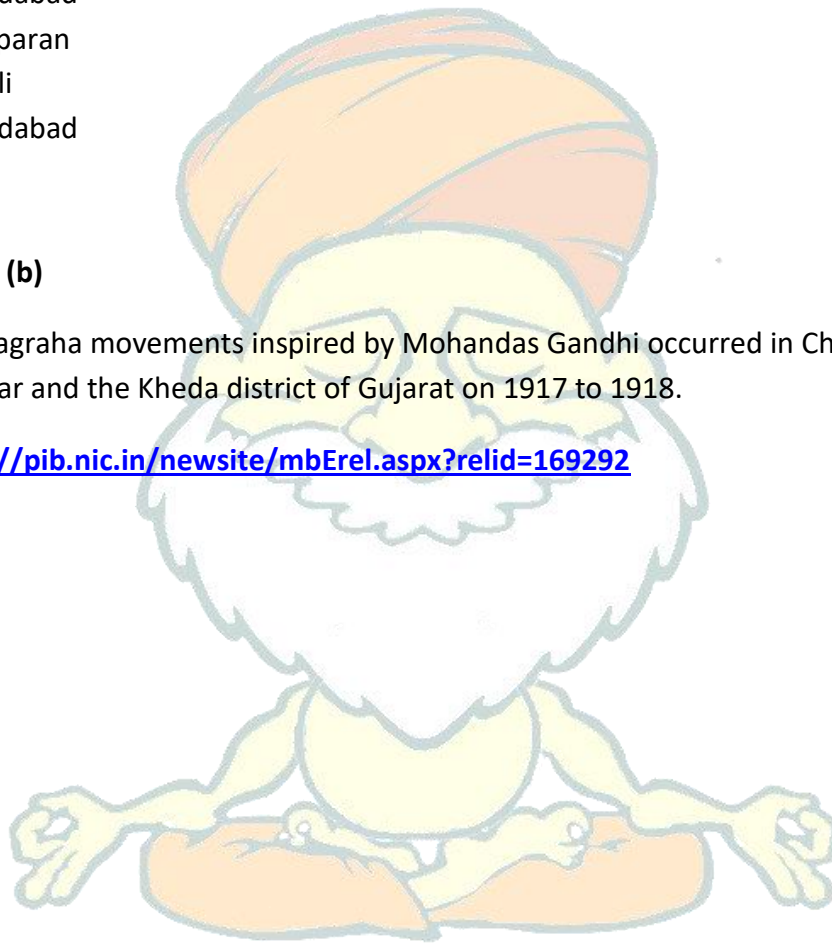 dabad
paran
li
dabad
(b)
agraha movements inspired by Mohandas Gandhi occurred in Ch
ar and the Kheda district of Gujarat on 1917 to 1918.
//pib.nic.in/newsite/mbErel.aspx?relid=169292